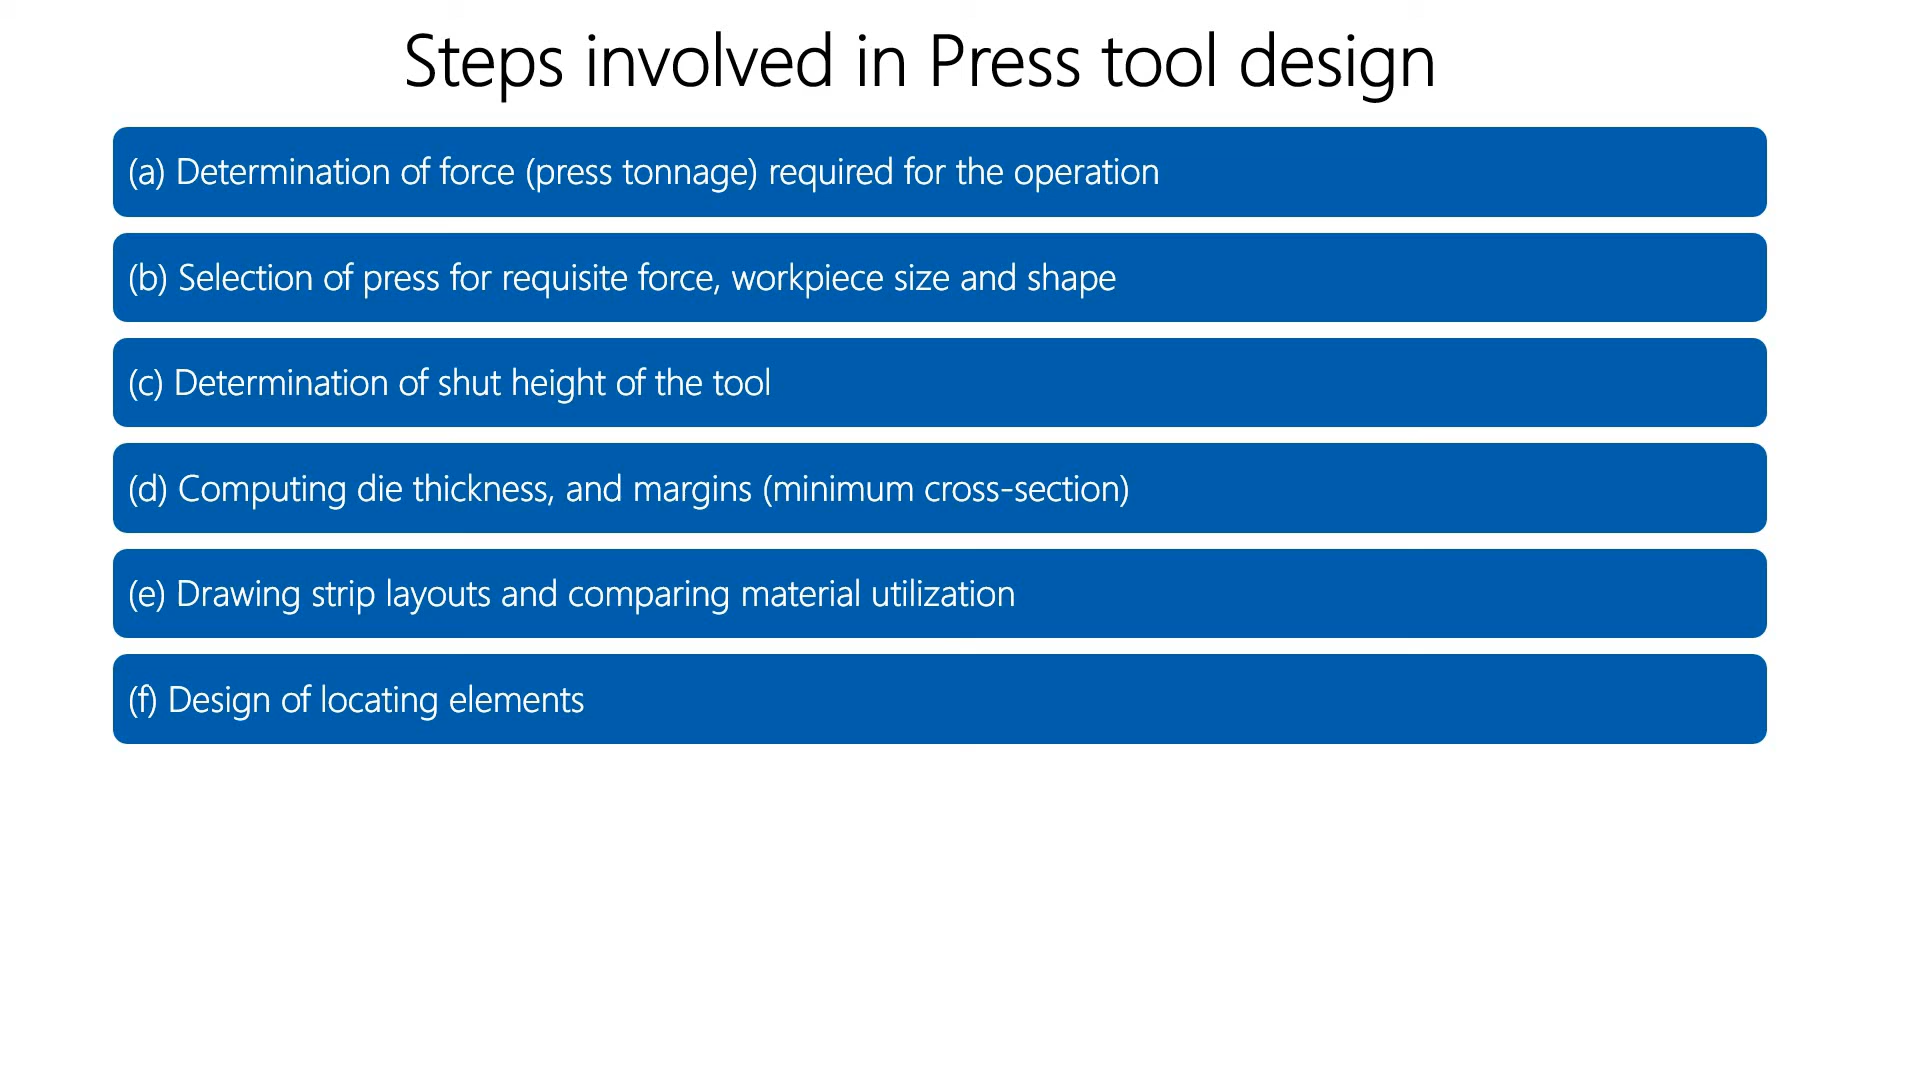 Steps involved in Press tool design
(a) Determination of force (press tonnage) required for the operation
(b) Selection of press for requisite force, workpiece size and shape
(c) Determination of shut height of the tool
(d) Computing die thickness, and margins (minimum cross-section)
(e) Drawing strip layouts and comparing material utilization
(f) Design of locating elements